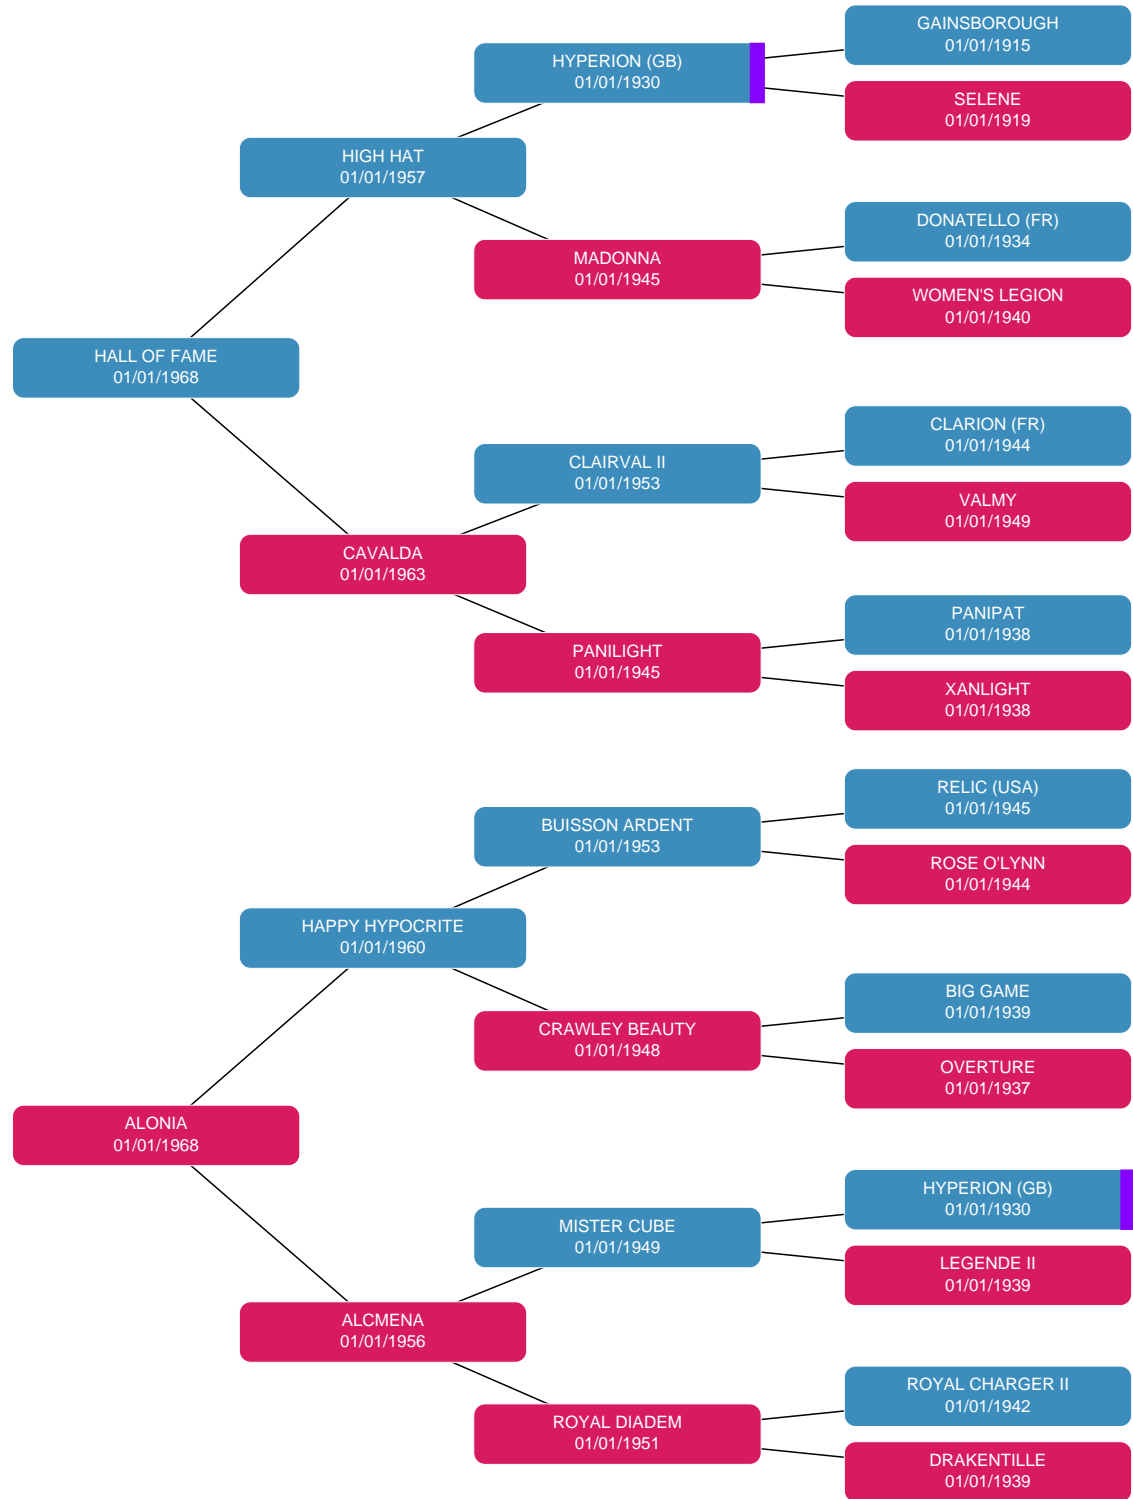 GAINSBOROUGH
01/01/1915
HYPERION (GB)
01/01/1930
SELENE
01/01/1919
HIGH HAT
01/01/1957
DONATELLO (FR)
01/01/1934
MADONNA
01/01/1945
WOMEN'S LEGION
01/01/1940
HALL OF FAME
01/01/1968
CLARION (FR)
01/01/1944
CLAIRVAL II
01/01/1953
VALMY
01/01/1949
CAVALDA
01/01/1963
PANIPAT
01/01/1938
PANILIGHT
01/01/1945
XANLIGHT
01/01/1938
RELIC (USA)
01/01/1945
BUISSON ARDENT
01/01/1953
ROSE O'LYNN
01/01/1944
HAPPY HYPOCRITE
01/01/1960
BIG GAME
01/01/1939
CRAWLEY BEAUTY
01/01/1948
OVERTURE
01/01/1937
ALONIA
01/01/1968
HYPERION (GB)
01/01/1930
MISTER CUBE
01/01/1949
LEGENDE II
01/01/1939
ALCMENA
01/01/1956
ROYAL CHARGER II
01/01/1942
ROYAL DIADEM
01/01/1951
DRAKENTILLE
01/01/1939